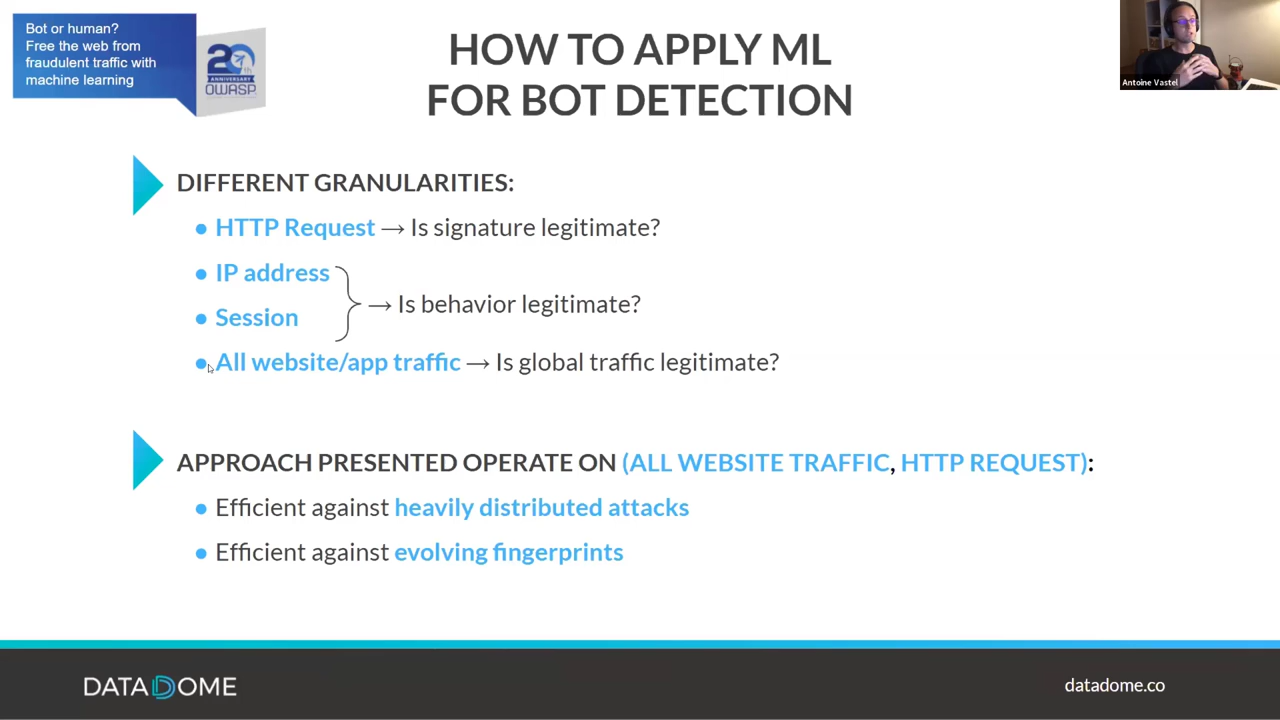 Bot or human?
Free the web from
fraudulent traffic with
machine learning
20
ANNIVERSARY
OWASP
HOW TO APPLY ML
FOR BOT DETECTION
Antoine Vastel
DIFFERENT GRANULARITIES:
● HTTP Request → Is signature legitimate?
● IP address
● Session
→ Is behavior legitimate?
● All website/app traffic → Is global traffic legitimate?
APPROACH PRESENTED OPERATE ON (ALL WEBSITE TRAFFIC, HTTP REQUEST):
● Efficient against heavily distributed attacks
● Efficient against evolving fingerprints
DATADOME
datadome.co